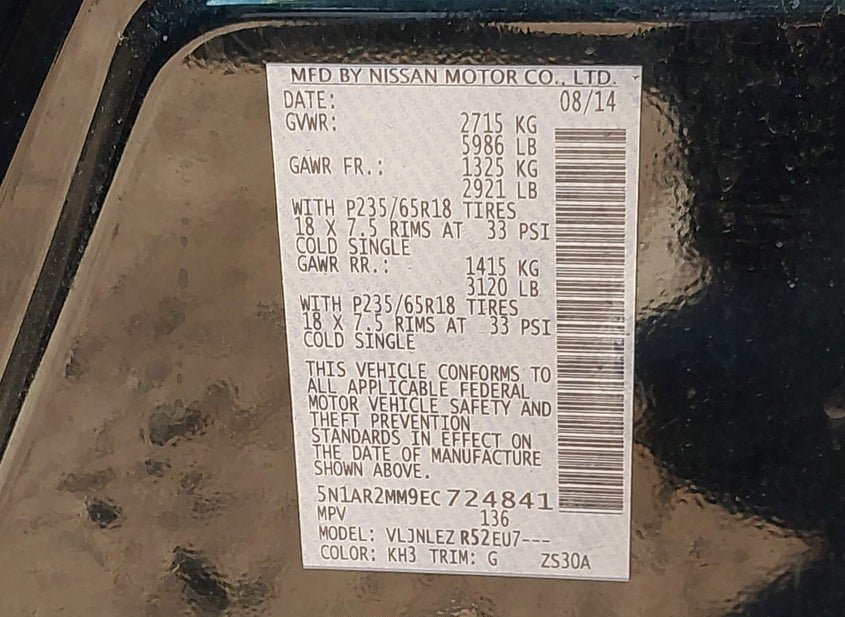 MFD BY NISSAN MOTOR CO., LTD.
DATE: 08/14
GVWR: 2715 KG
5986 LB
GAWR FR.: 1325 KG
2921 LB
WITH P235/65R18 TIRES
18 X 7.5 RIMS AT 33 PSI
COLD SINGLE
GAWR RR.: 1415 KG
3120 LB
WITH P235/65R18 TIRES
18 X 7.5 RIMS AT 33 PSI
COLD SINGLE
THIS VEHICLE CONFORMS TO
ALL APPLICABLE FEDERAL
MOTOR VEHICLE SAFETY AND
THEFT PREVENTION
STANDARDS IN EFFECT ON
THE DATE OF MANUFACTURE
SHOWN ABOVE.
5N1AR2MM9EC724841
MPV 136
MODEL: VLJNLEZ R52EU7---
COLOR: KH3 TRIM: G ZS30A